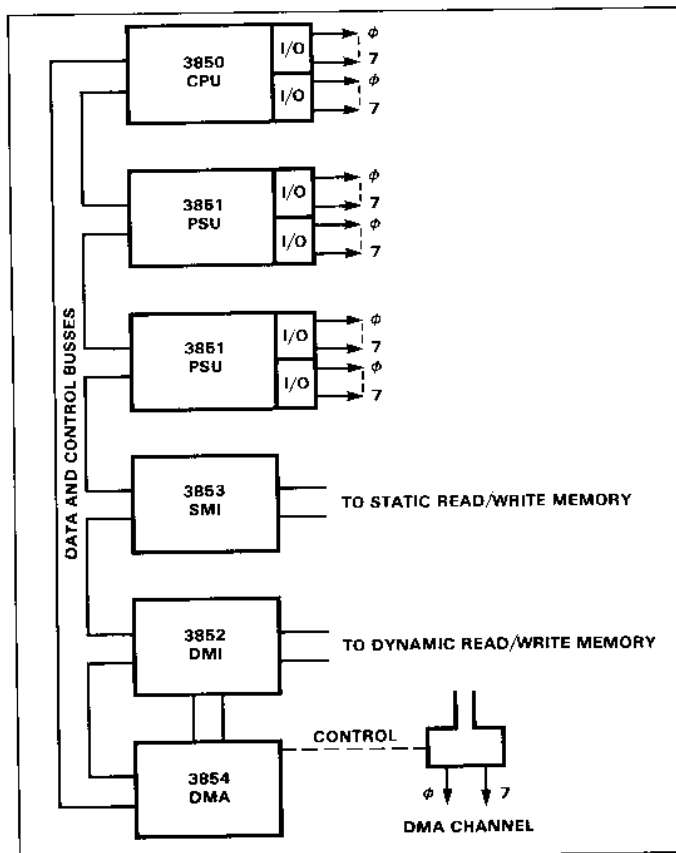 3850
CPU
I/O
I/O
φ
7
φ
7
3851
PSU
I/O
I/O
φ
7
φ
7
3851
PSU
I/O
I/O
φ
7
φ
7
DATA AND CONTROL BUSSES
3853
SMI
TO STATIC READ/WRITE MEMORY
3852
DMI
TO DYNAMIC READ/WRITE MEMORY
3854
DMA
CONTROL
φ 7
DMA CHANNEL